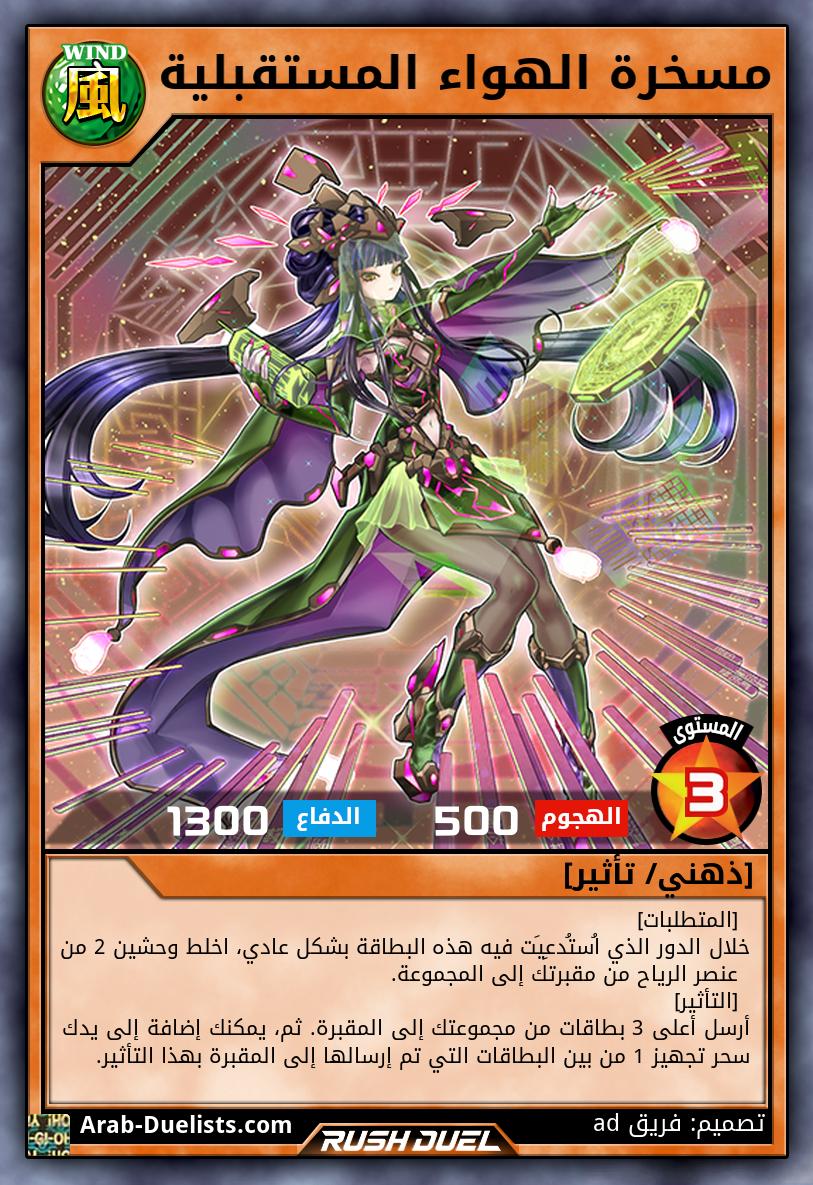 WIND
風
مسخرة الهواء المستقبلية
المستوى
3
الهجوم 500 الدفاع 1300
[ذهني/ تأثير]
[المتطلبات]
خلال الدور الذي اُستُدعيَت فيه هذه البطاقة بشكل عادي، اخلط وحشين 2 من
عنصر الرياح من مقبرتك إلى المجموعة.
[التأثير]
أرسل أعلى 3 بطاقات من مجموعتك إلى المقبرة. ثم، يمكنك إضافة إلى يدك
سحر تجهيز 1 من بين البطاقات التي تم إرسالها إلى المقبرة بهذا التأثير.
تصميم: فريق ad
Arab-Duelists.com
RUSH DUEL